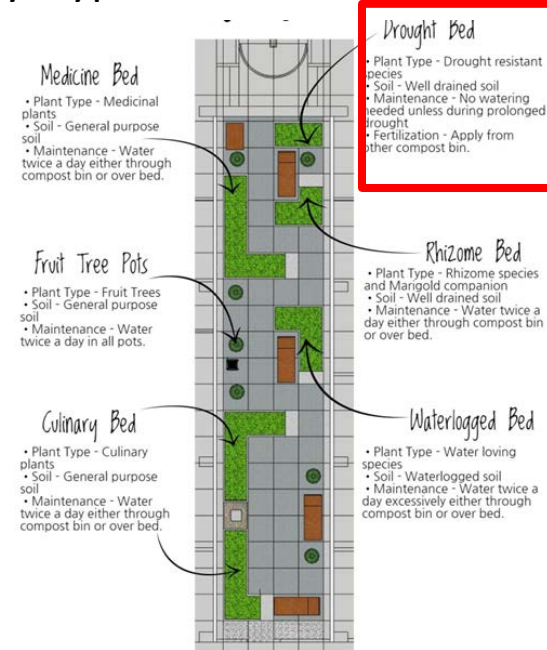 Drought Bed
• Plant Type - Drought resistant
species
• Soil - Well drained soil
• Maintenance - No watering
needed unless during prolonged
drought
• Fertilization - Apply from
other compost bin.
Medicine Bed
• Plant Type - Medicinal
plants
• Soil - General purpose
soil
• Maintenance - Water
twice a day either through
compost bin or over bed.
Rhizome Bed
• Plant Type - Rhizome species
and Marigold companion
• Soil - Well drained soil
• Maintenance - Water twice a
day either through compost bin
or over bed.
Fruit Tree Pots
• Plant Type - Fruit Trees
• Soil - General purpose
soil
• Maintenance - Water
twice a day in all pots.
Culinary Bed
• Plant Type - Culinary
plants
• Soil - General purpose
soil
• Maintenance - Water
twice a day either through
compost bin or over bed.
Waterlogged Bed
• Plant Type - Water loving
species
• Soil - Waterlogged soil
• Maintenance - Water twice a
day excessively either through
compost bin or over bed.